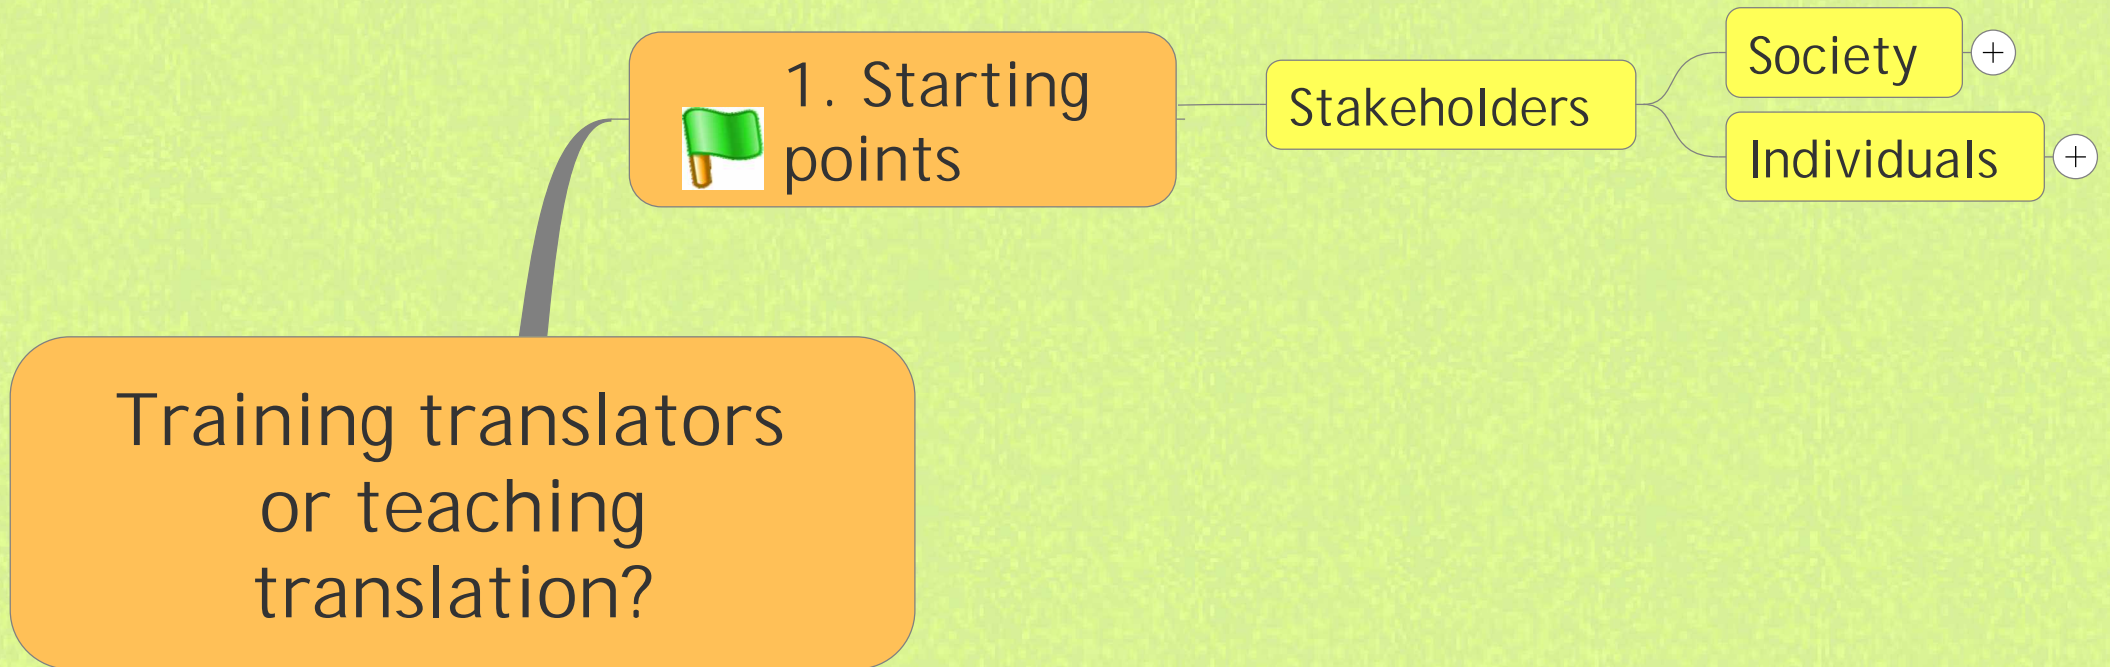 1. Starting
points
Stakeholders
Society
Individuals
Training translators
or teaching
translation?